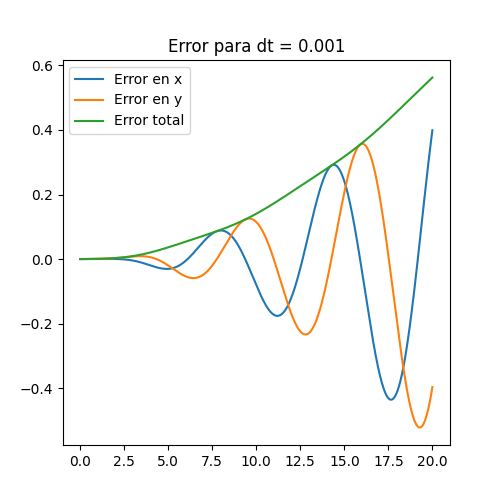 Error para dt = 0.001
0.6
0.4
0.2
0.0
−0.2
−0.4
Error en x
Error en y
Error total
0.0 2.5 5.0 7.5 10.0 12.5 15.0 17.5 20.0